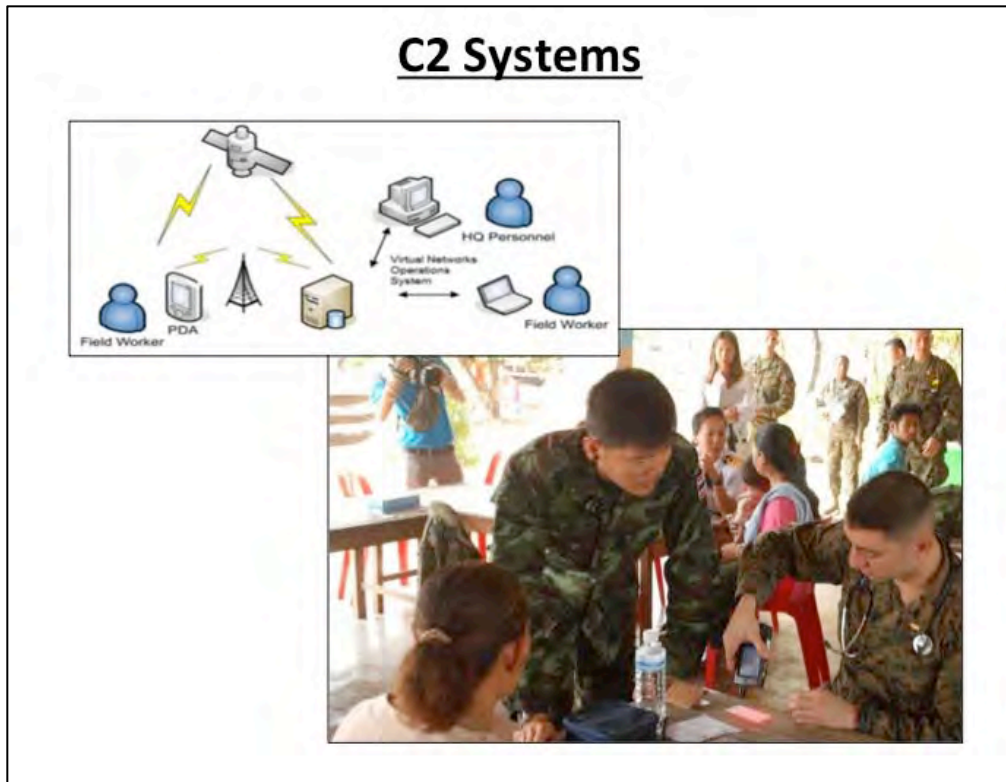 C2 Systems
HQ Personnel
Virtual Networks
Operations
System
PDA
Field Worker
Field Worker